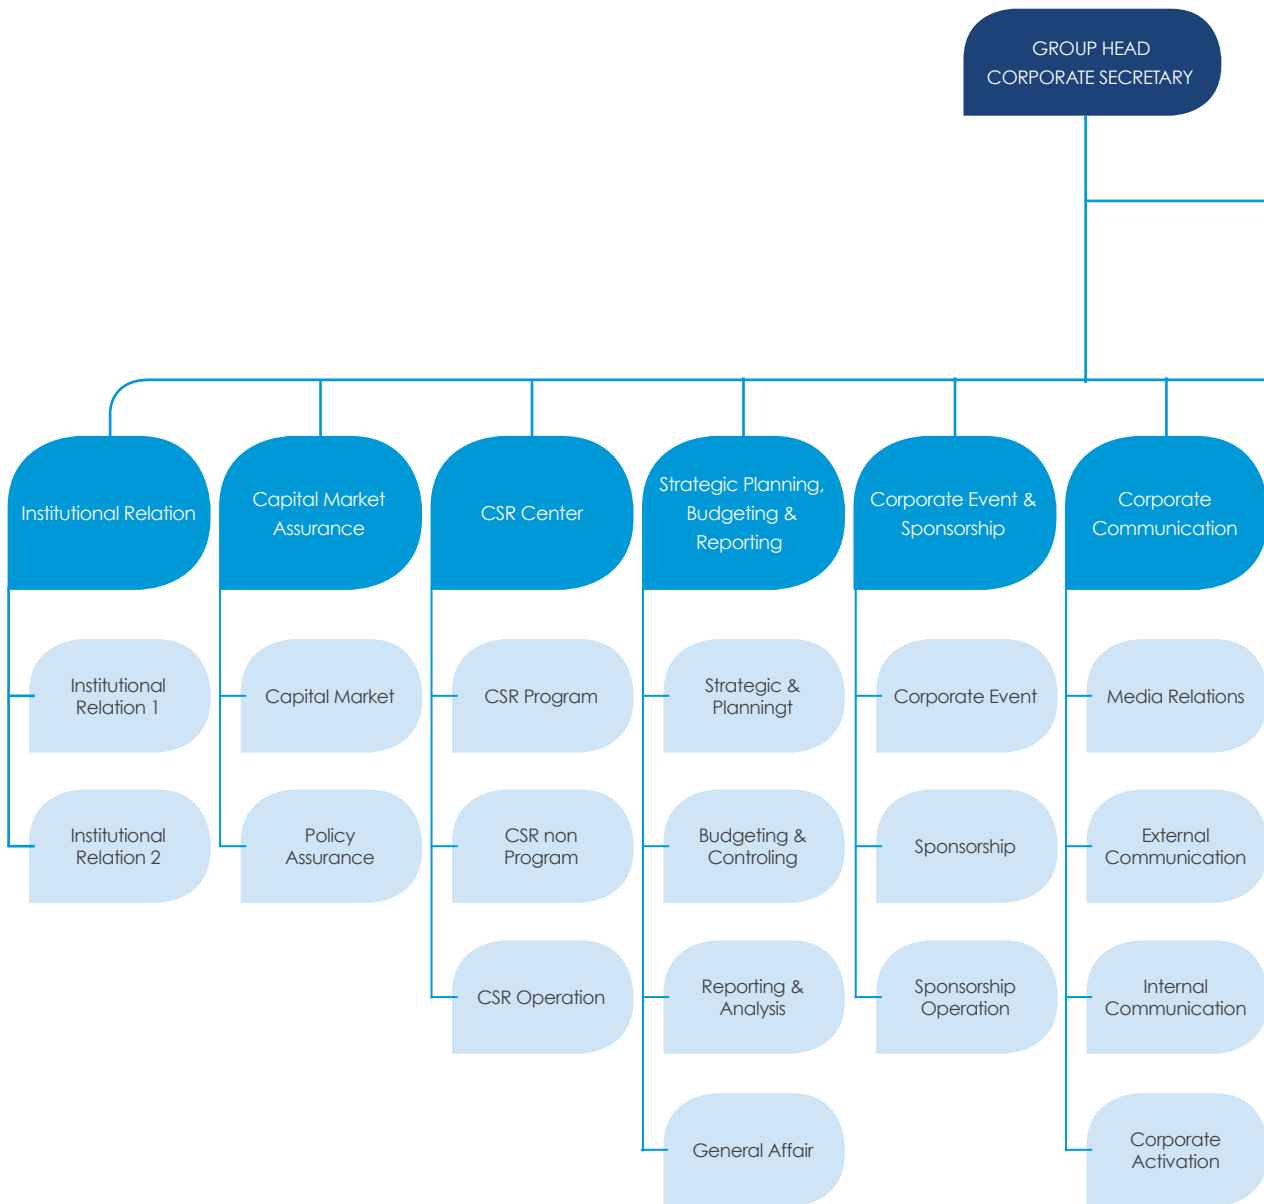 GROUP HEAD
CORPORATE SECRETARY
Institutional Relation
Capital Market
Assurance
CSR Center
Strategic Planning,
Budgeting &
Reporting
Corporate Event &
Sponsorship
Corporate
Communication
Institutional
Relation 1
Capital Market
CSR Program
Strategic &
Planningt
Corporate Event
Media Relations
Institutional
Relation 2
Policy
Assurance
CSR non
Program
Budgeting &
Controling
Sponsorship
External
Communication
CSR Operation
Reporting &
Analysis
Sponsorship
Operation
Internal
Communication
General Affair
Corporate
Activation